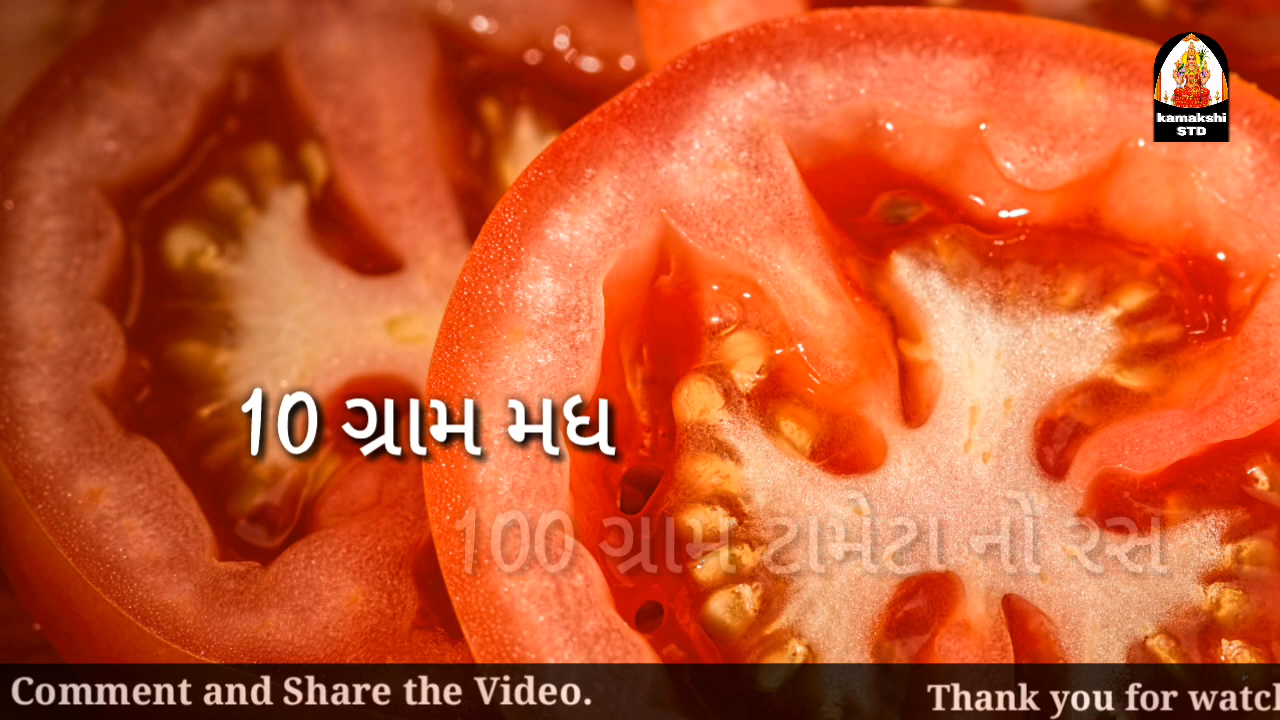 kamakshi
STD
10 ગ્રામ મધ
100 ગ્રામ ટામેટા નો રસ
Comment and Share the Video.
Thank you for watch